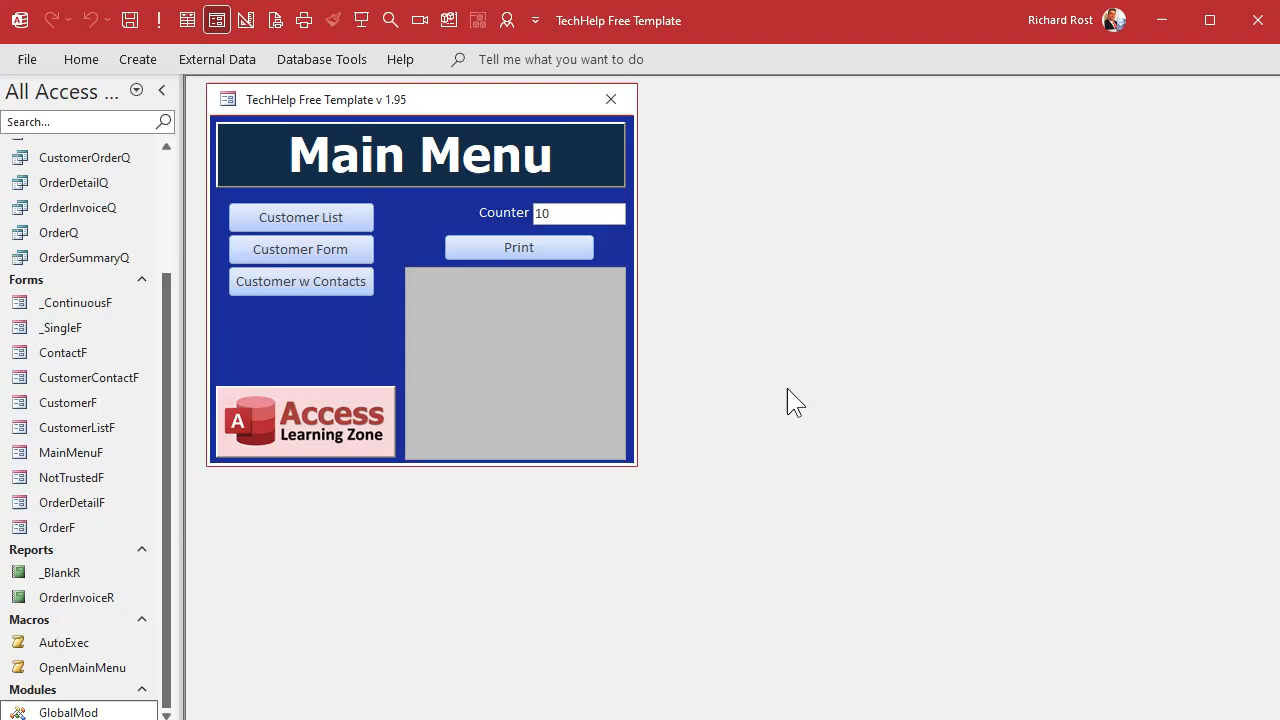 TechHelp Free Template
Richard Rost
File
Home
Create
External Data
Database Tools
Help
Tell me what you want to do
All Access ...
Search...
CustomerOrderQ
OrderDetailQ
OrderInvoiceQ
OrderQ
OrderSummaryQ
Forms
_ContinuousF
_SingleF
ContactF
CustomerContactF
CustomerF
CustomerListF
MainMenuF
NotTrustedF
OrderDetailF
OrderF
Reports
_BlankR
OrderInvoiceR
Macros
AutoExec
OpenMainMenu
Modules
GlobalMod
TechHelp Free Template v 1.95
Main Menu
Customer List
Customer Form
Customer w Contacts
Counter 10
Print
A Access
Learning Zone